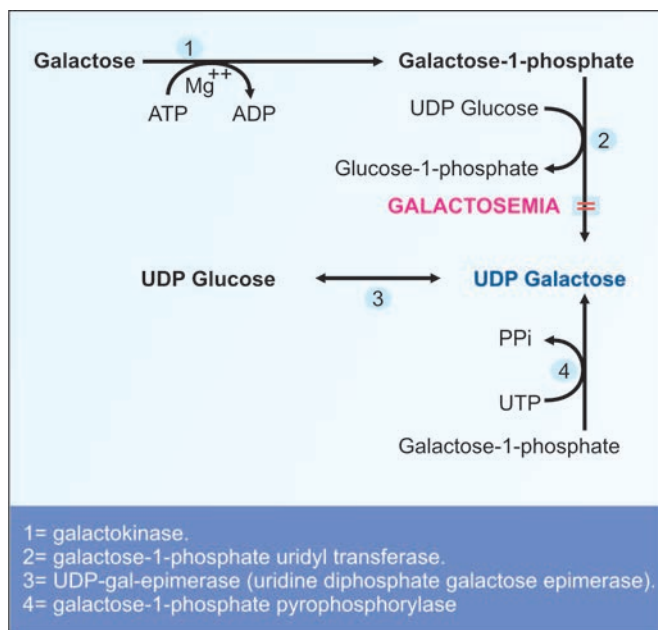 1
Galactose
Galactose-1-phosphate
Mg++
ATP
ADP
UDP Glucose
2
Glucose-1-phosphate
GALACTOSEMIA =
UDP Glucose
UDP Galactose
3
PPi
4
UTP
Galactose-1-phosphate
1= galactokinase.
2= galactose-1-phosphate uridyl transferase.
3= UDP-gal-epimerase (uridine diphosphate galactose epimerase).
4= galactose-1-phosphate pyrophosphorylase